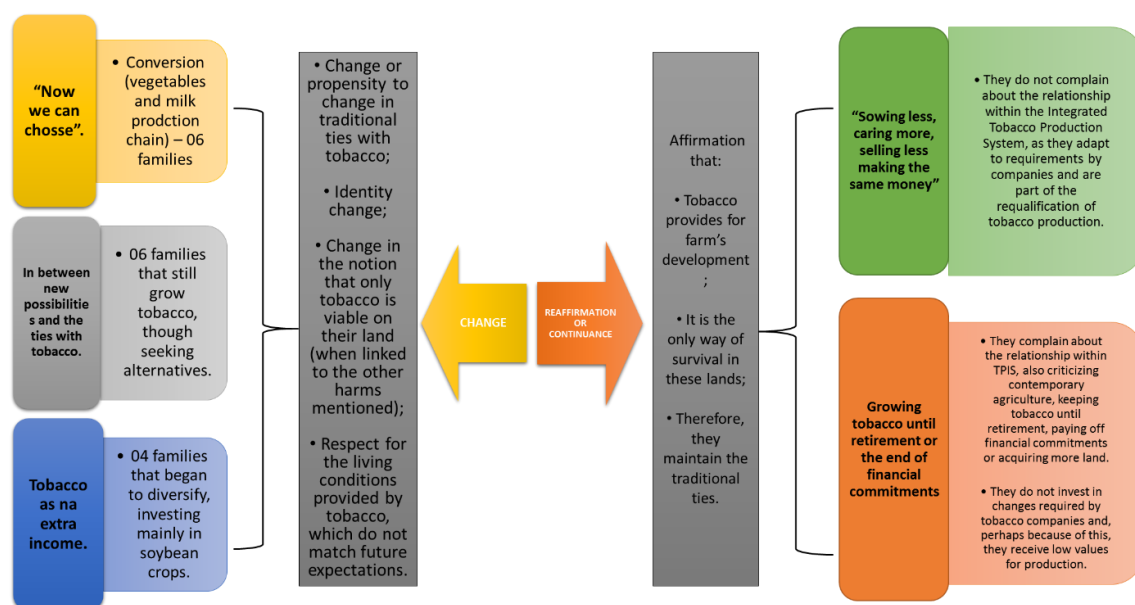 “Now
we can
chosse”.
• Conversion
(vegetables
and milk
prodction
chain) – 06
families
In between
new
possibilitie
s and the
ties with
tobacco.
• 06 families
that still
grow
tobacco,
though
seeking
alternatives.
Tobacco
as na
extra
income.
• 04 families
that began
to diversify,
investing
mainly in
soybean
crops.
• Change or
propensity to
change in
traditional
ties with
tobacco;
• Identity
change;
• Change in
the notion
that only
tobacco is
viable on
their land
(when linked
to the other
harms
mentioned);
• Respect for
the living
conditions
provided by
tobacco,
which do not
match future
expectations.
CHANGE
REAFFIRMATION
OR
CONTINUANCE
Affirmation
that:
• Tobacco
provides for
farm’s
development
;
• It is the
only way of
survival in
these lands;
• Therefore,
they
maintain the
traditional
ties.
“Sowing less,
caring more,
selling less
making the
same money”
• They do not complain
about the relationship
within the Integrated
Tobacco Production
System, as they adapt
to requirements by
companies and are
part of the
requalification of
tobacco production.
Growing
tobacco until
retirement or
the end of
financial
commitments
• They complain about
the relationship within
TPIS, also criticizing
contemporary
agriculture, keeping
tobacco until
retirement, paying off
financial commitments
or acquiring more land.
• They do not invest in
changes required by
tobacco companies and,
perhaps because of this,
they receive low values
for production.